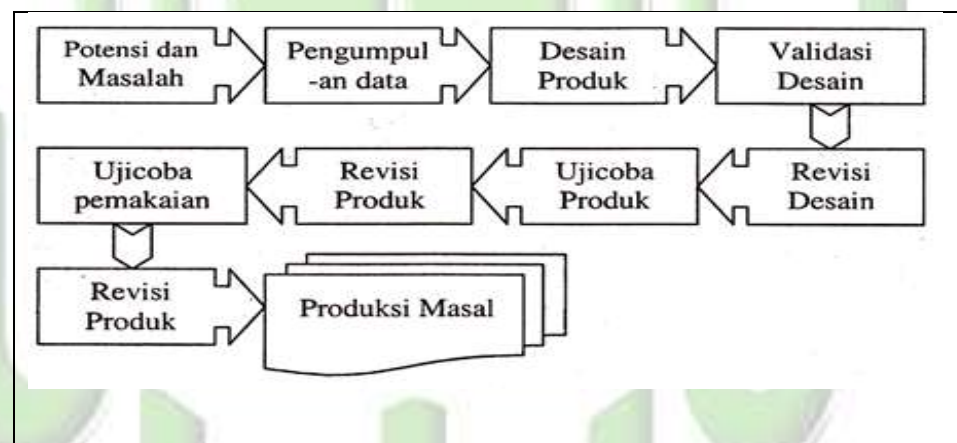 Potensi dan
Masalah
Pengumpul
-an data
Desain
Produk
Validasi
Desain
Revisi
Desain
Ujicoba
Produk
Revisi
Produk
Ujicoba
pemakaian
Revisi
Produk
Produksi Masal